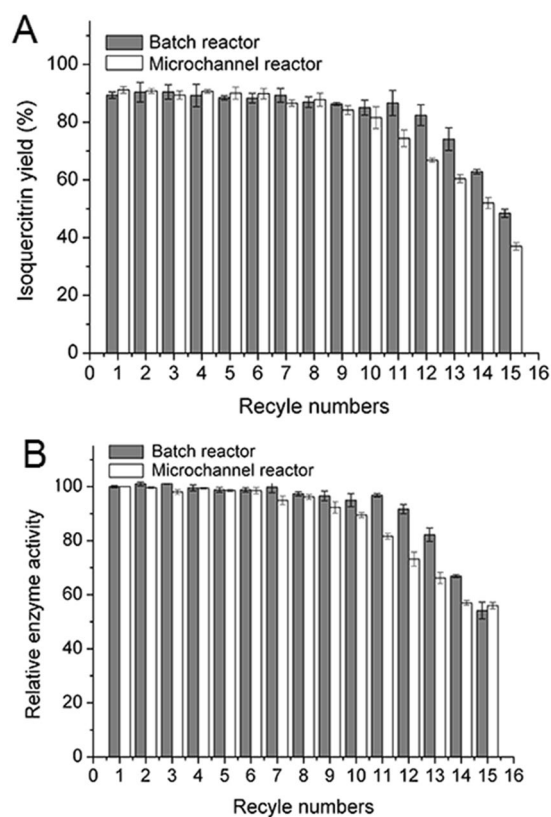 A
Batch reactor
Microchannel reactor
Isoquercitrin yield (%)
100
80
60
40
20
0
0 1 2 3 4 5 6 7 8 9 10 11 12 13 14 15 16
Recyle numbers
B
Batch reactor
Microchannel reactor
Relative enzyme activity
100
80
60
40
20
0
0 1 2 3 4 5 6 7 8 9 10 11 12 13 14 15 16
Recyle numbers